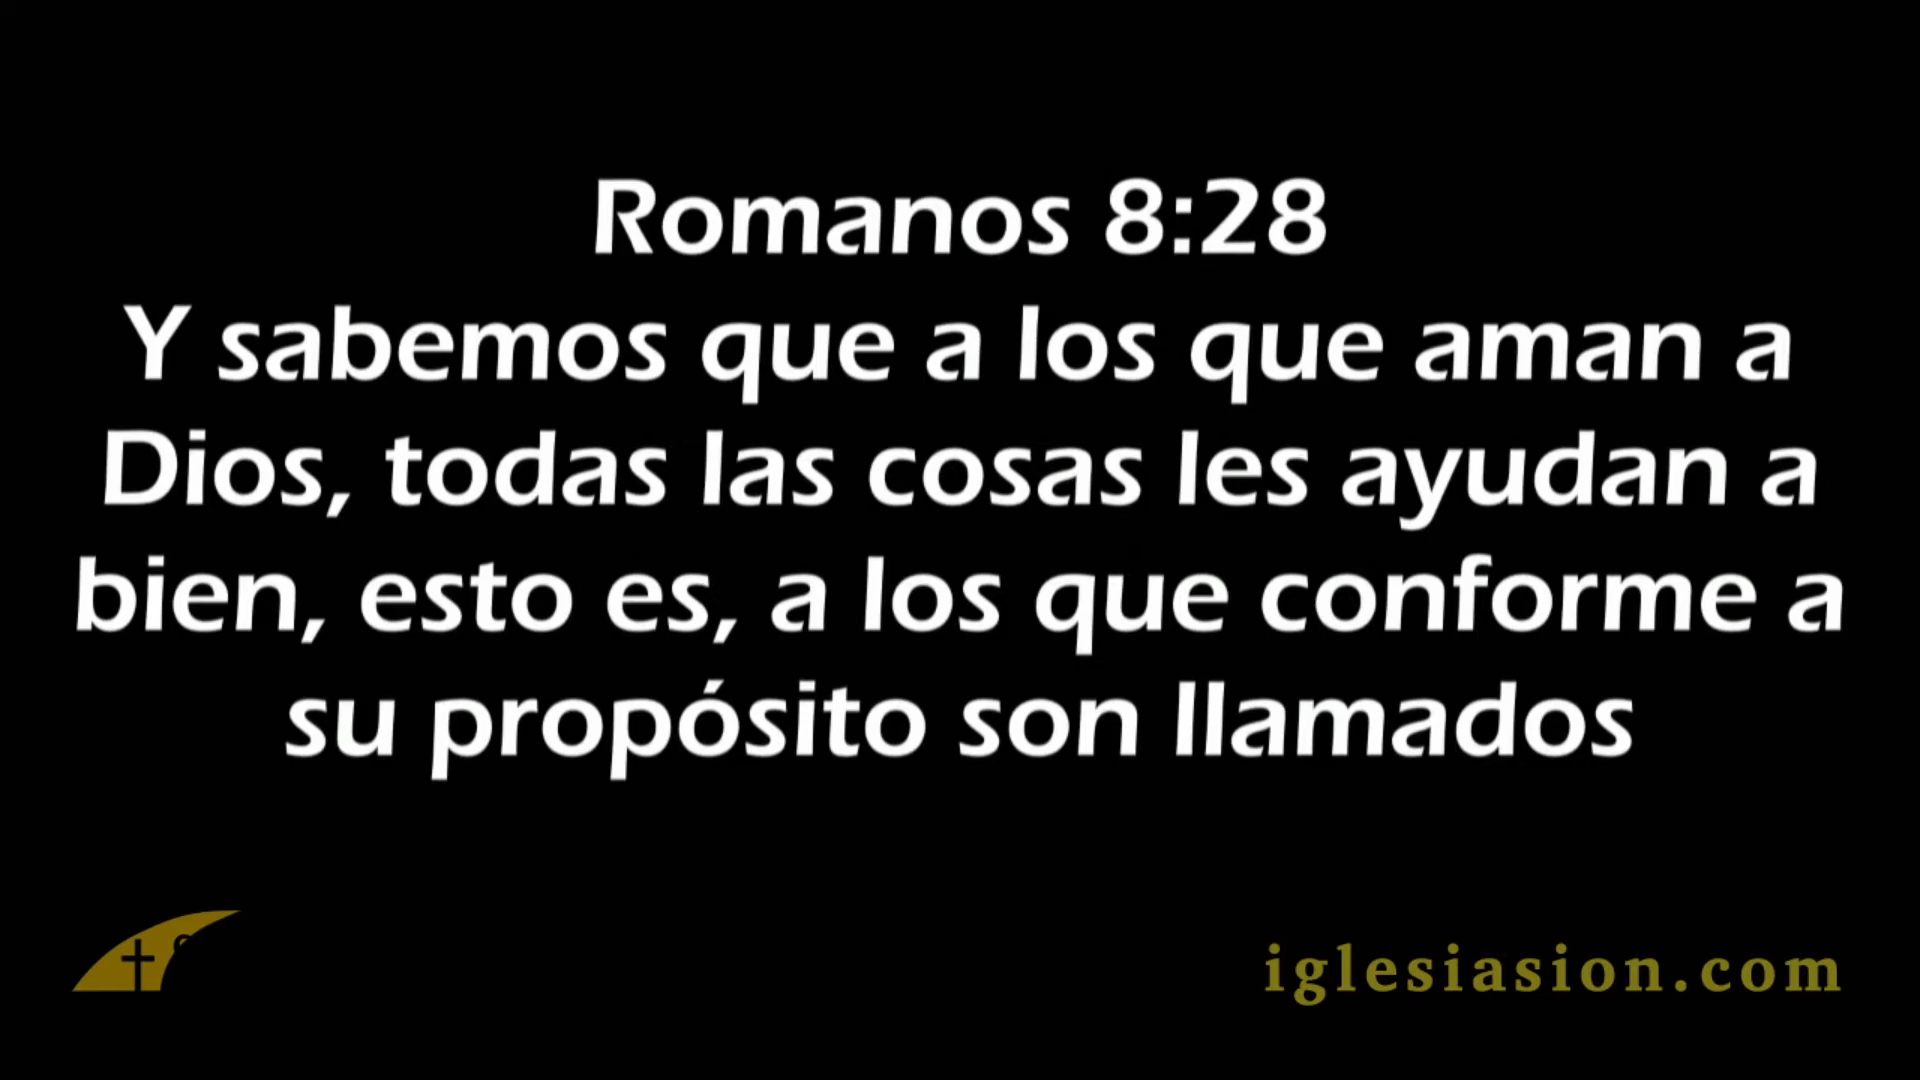 Romanos 8:28
Y sabemos que a los que aman a
Dios, todas las cosas les ayudan a
bien, esto es, a los que conforme a
su propósito son llamados
iglesiasion.com